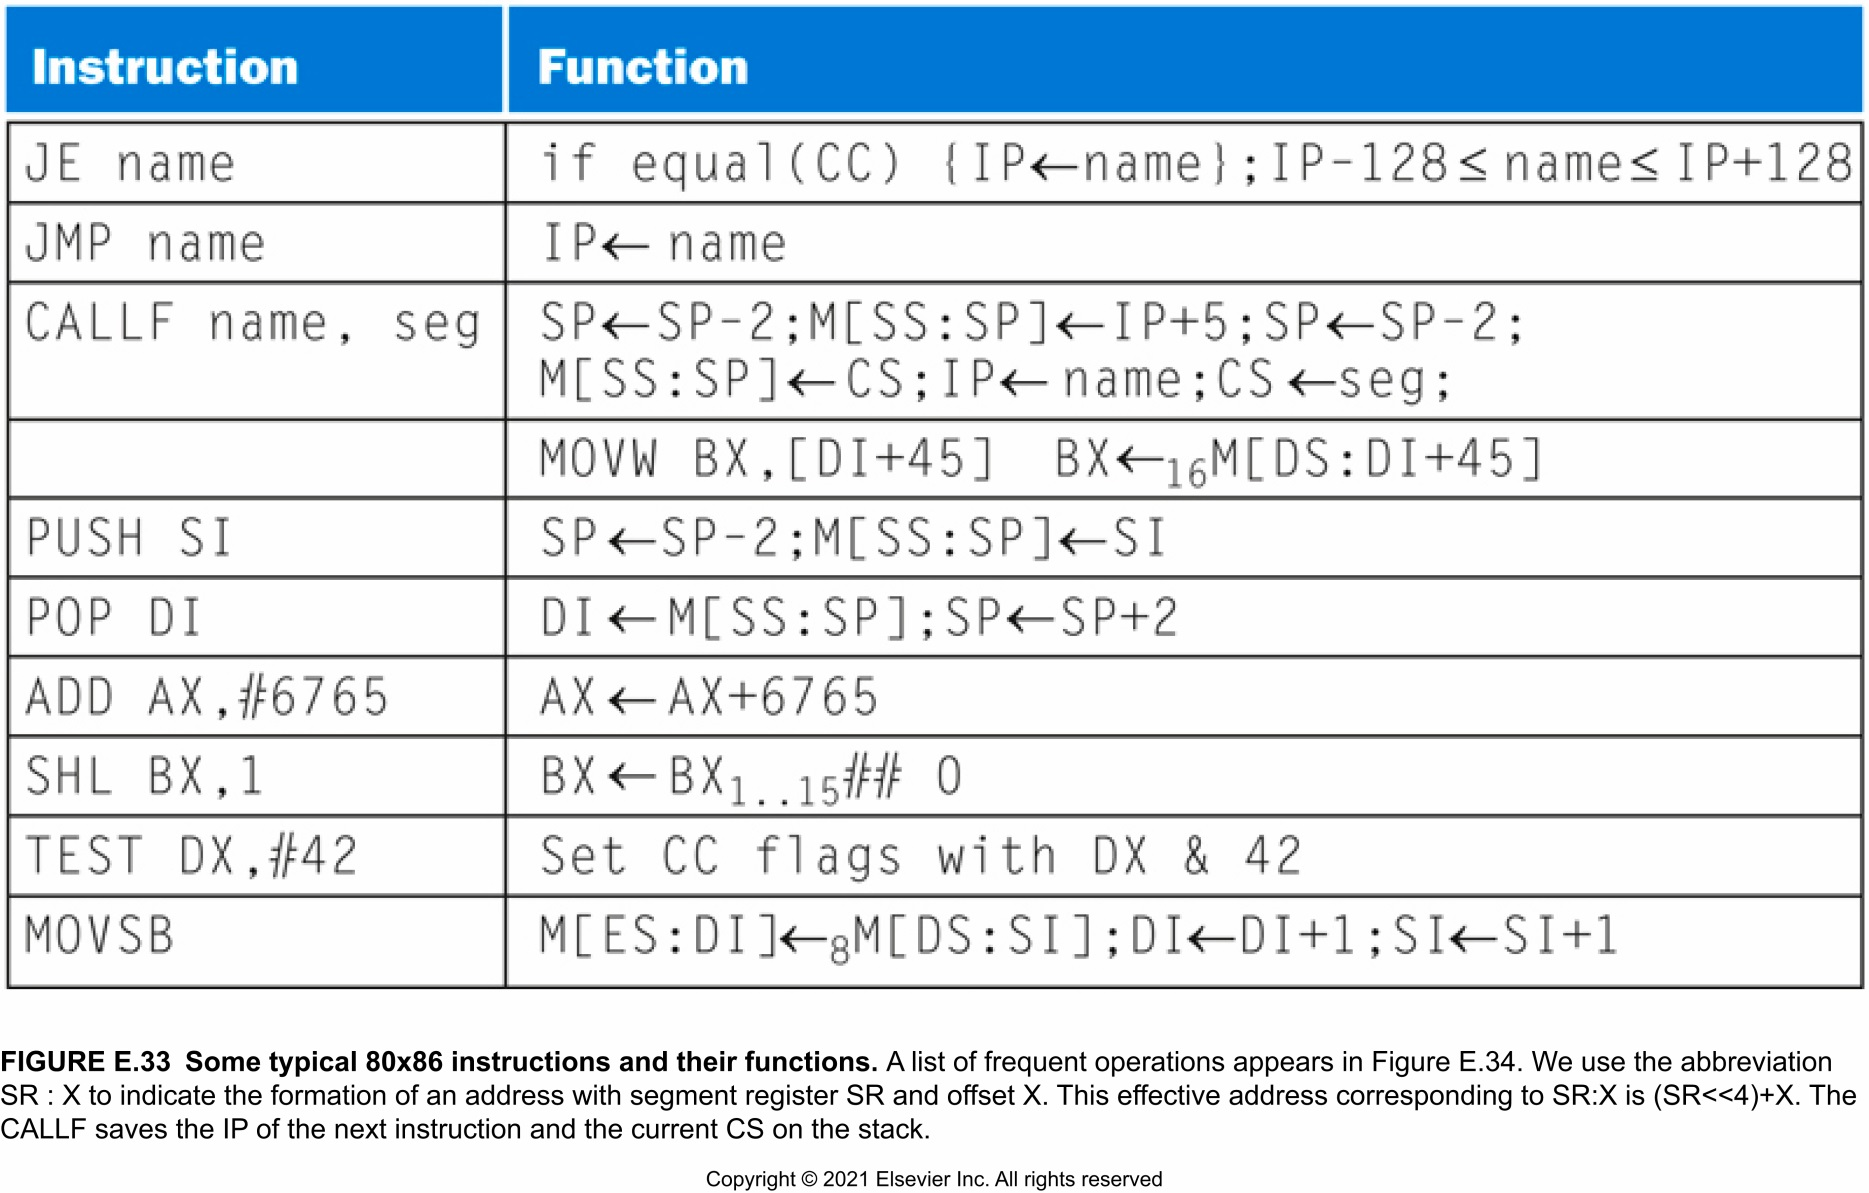 Instruction Function
JE name if equal(CC) {IP←name};IP-128≤name≤IP+128
JMP name IP←name
CALLF name, seg SP←SP-2;M[SS:SP]←IP+5;SP←SP-2;
M[SS:SP]←CS;IP←name;CS←seg;
MOVW BX,[DI+45] BX←16M[DS:DI+45]
PUSH SI SP←SP-2;M[SS:SP]←SI
POP DI DI←M[SS:SP];SP←SP+2
ADD AX,#6765 AX←AX+6765
SHL BX,1 BX←BX1..15## 0
TEST DX,#42 Set CC flags with DX & 42
MOVSB M[ES:DI]←8M[DS:SI];DI←DI+1;SI←SI+1
FIGURE E.33 Some typical 80x86 instructions and their functions. A list of frequent operations appears in Figure E.34. We use the abbreviation
SR : X to indicate the formation of an address with segment register SR and offset X. This effective address corresponding to SR:X is (SR<<4)+X. The
CALLF saves the IP of the next instruction and the current CS on the stack.
Copyright © 2021 Elsevier Inc. All rights reserved